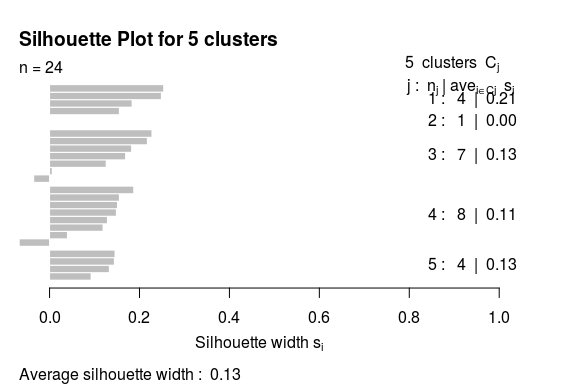 Silhouette Plot for 5 clusters
n = 24
5 clusters Cj
j : nj | avei∈Cj si
1 : 4 | 0.21
2 : 1 | 0.00
3 : 7 | 0.13
4 : 8 | 0.11
5 : 4 | 0.13
0.0 0.2 0.4 0.6 0.8 1.0
Silhouette width si
Average silhouette width : 0.13